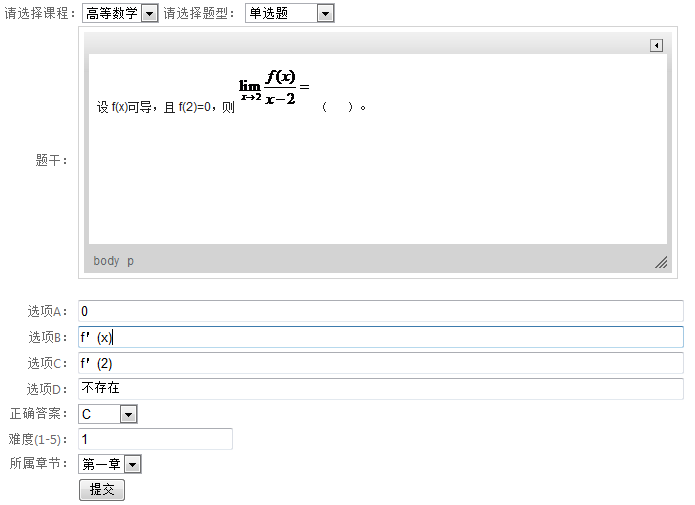 请选择课程: 高等数学 请选择题型: 单选题
题干:
设 f(x)可导，且 f(2)=0，则 lim x→2 f(x)/(x−2) = （ ）。
body p
选项A: 0
选项B: f'(x)
选项C: f'(2)
选项D: 不存在
正确答案: C
难度(1-5): 1
所属章节: 第一章
提交